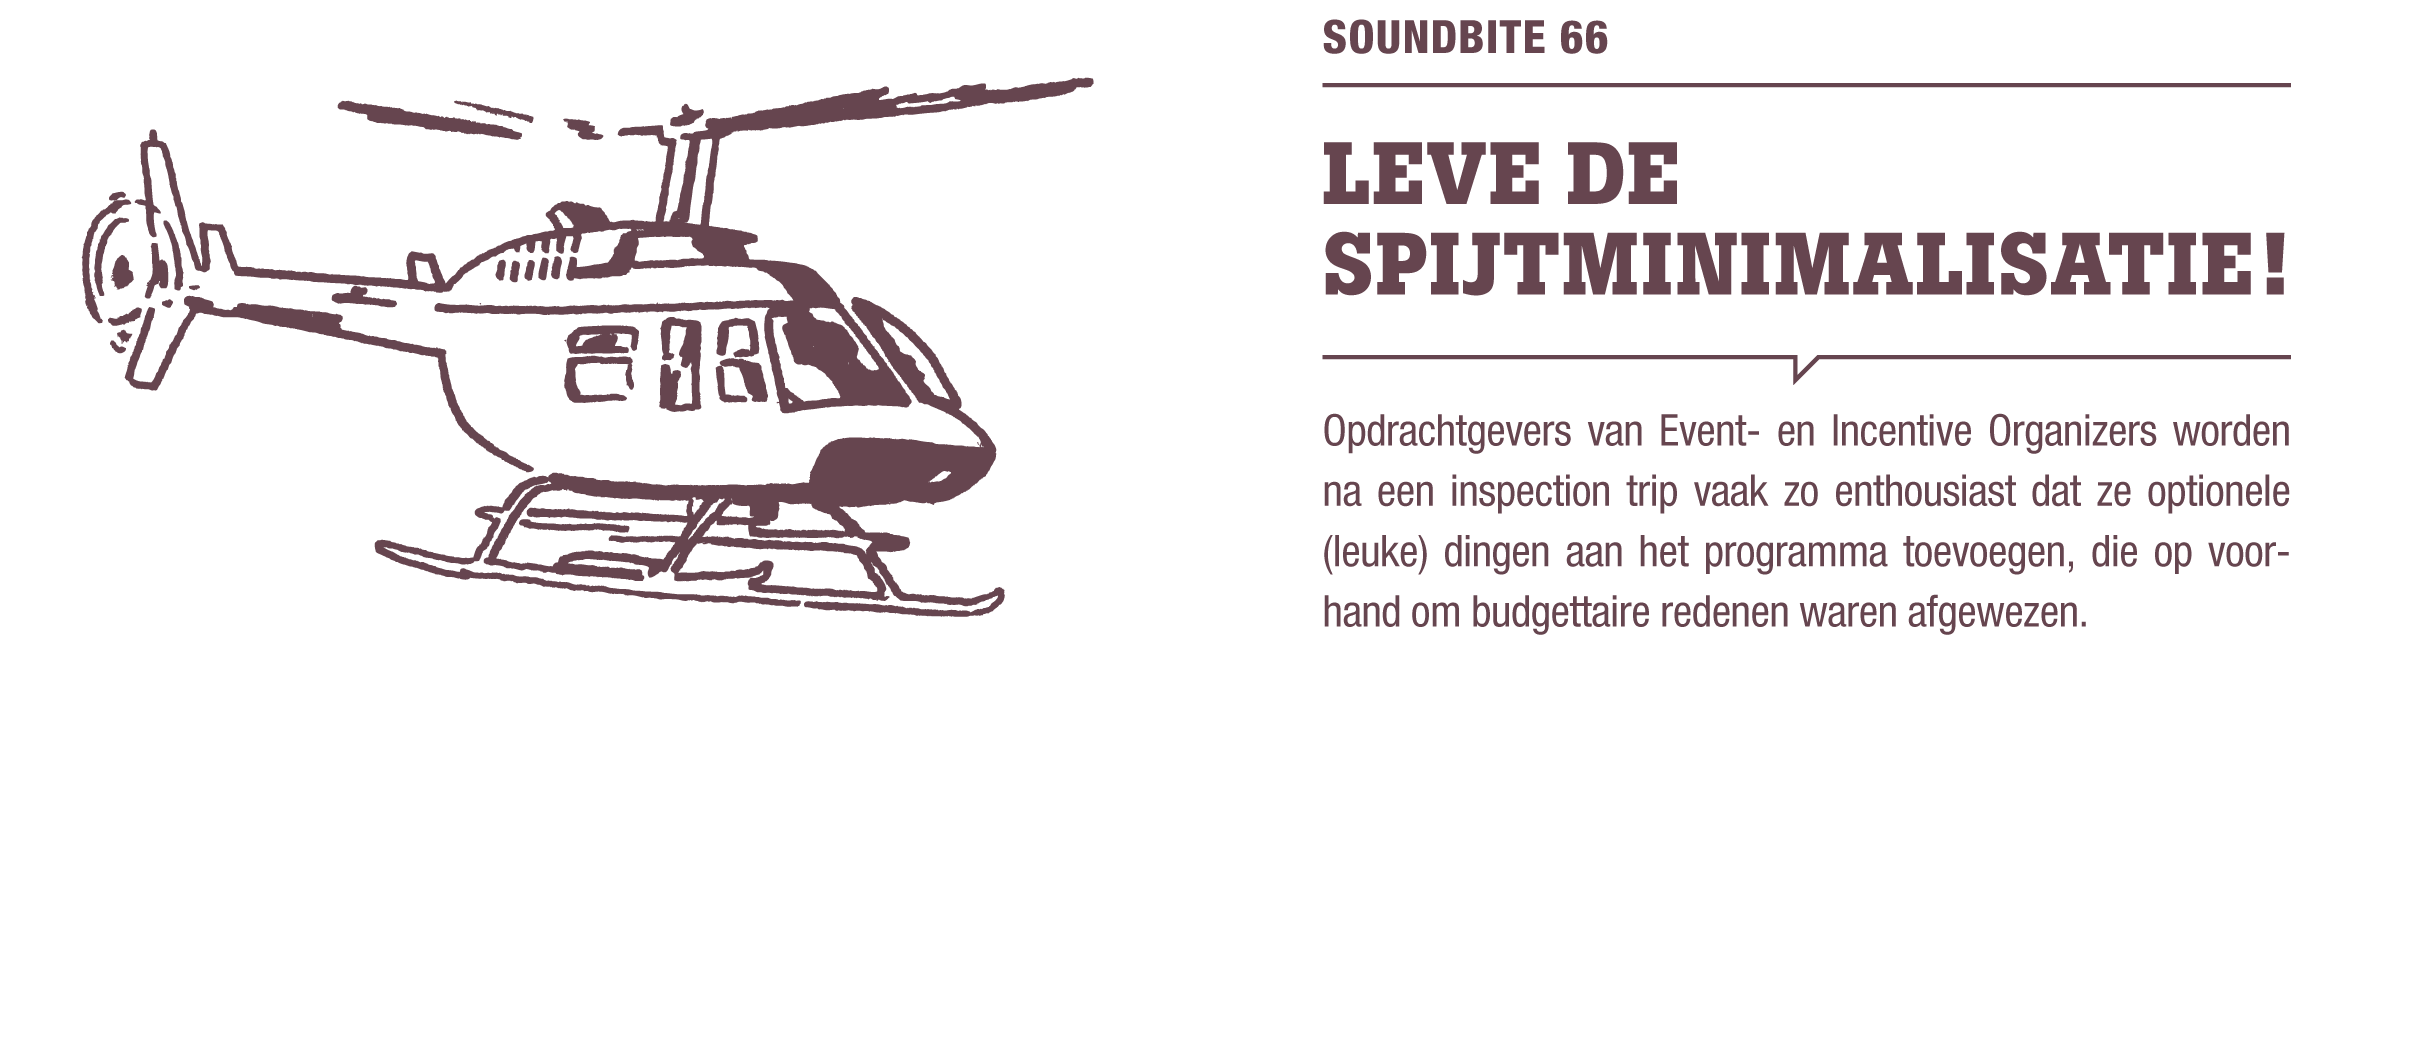 SOUNDBITE 66
LEVE DE
SPIJTMINIMALISATIE!
Opdrachtgevers van Event- en Incentive Organizers worden
na een inspection trip vaak zo enthousiast dat ze optionele
(leuke) dingen aan het programma toevoegen, die op voor-
hand om budgettaire redenen waren afgewezen.